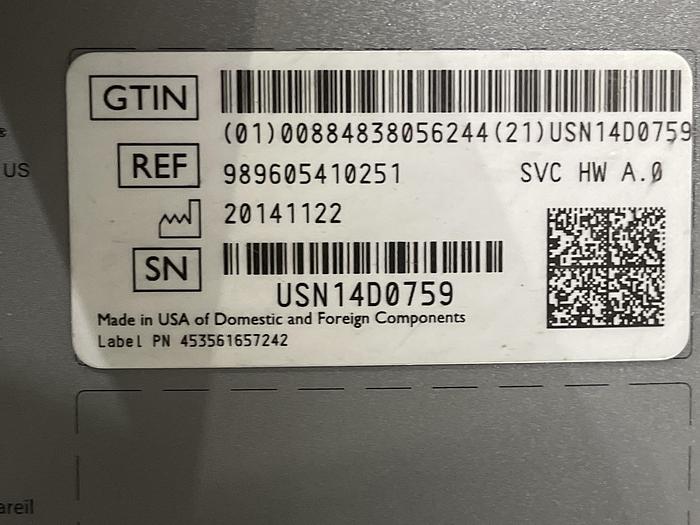 GTIN
(01)00884838056244(21)USN14D0759
REF 989605410251 SVC HW A.0
20141122
SN
USN14D0759
Made in USA of Domestic and Foreign Components
Label PN 453561657242
US
areil